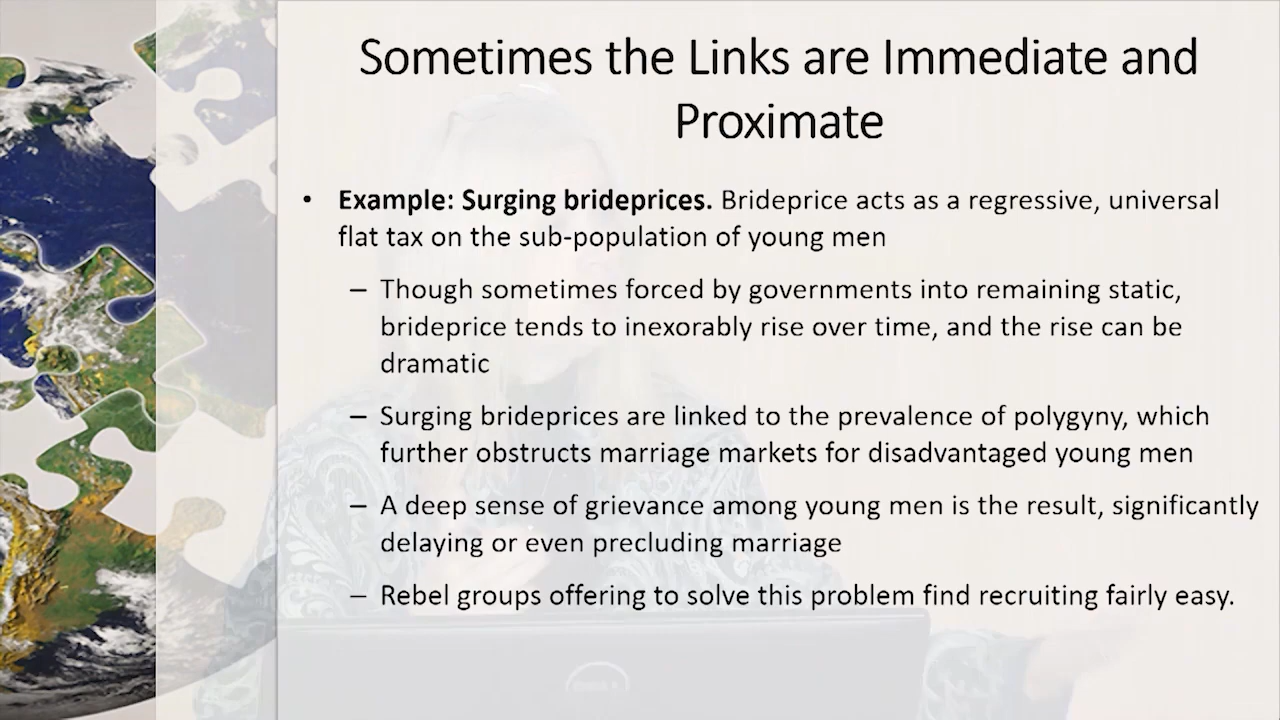 Sometimes the Links are Immediate and
Proximate
• Example: Surging brideprices. Brideprice acts as a regressive, universal
flat tax on the sub-population of young men
– Though sometimes forced by governments into remaining static,
brideprice tends to inexorably rise over time, and the rise can be
dramatic
– Surging brideprices are linked to the prevalence of polygyny, which
further obstructs marriage markets for disadvantaged young men
– A deep sense of grievance among young men is the result, significantly
delaying or even precluding marriage
– Rebel groups offering to solve this problem find recruiting fairly easy.
DELL